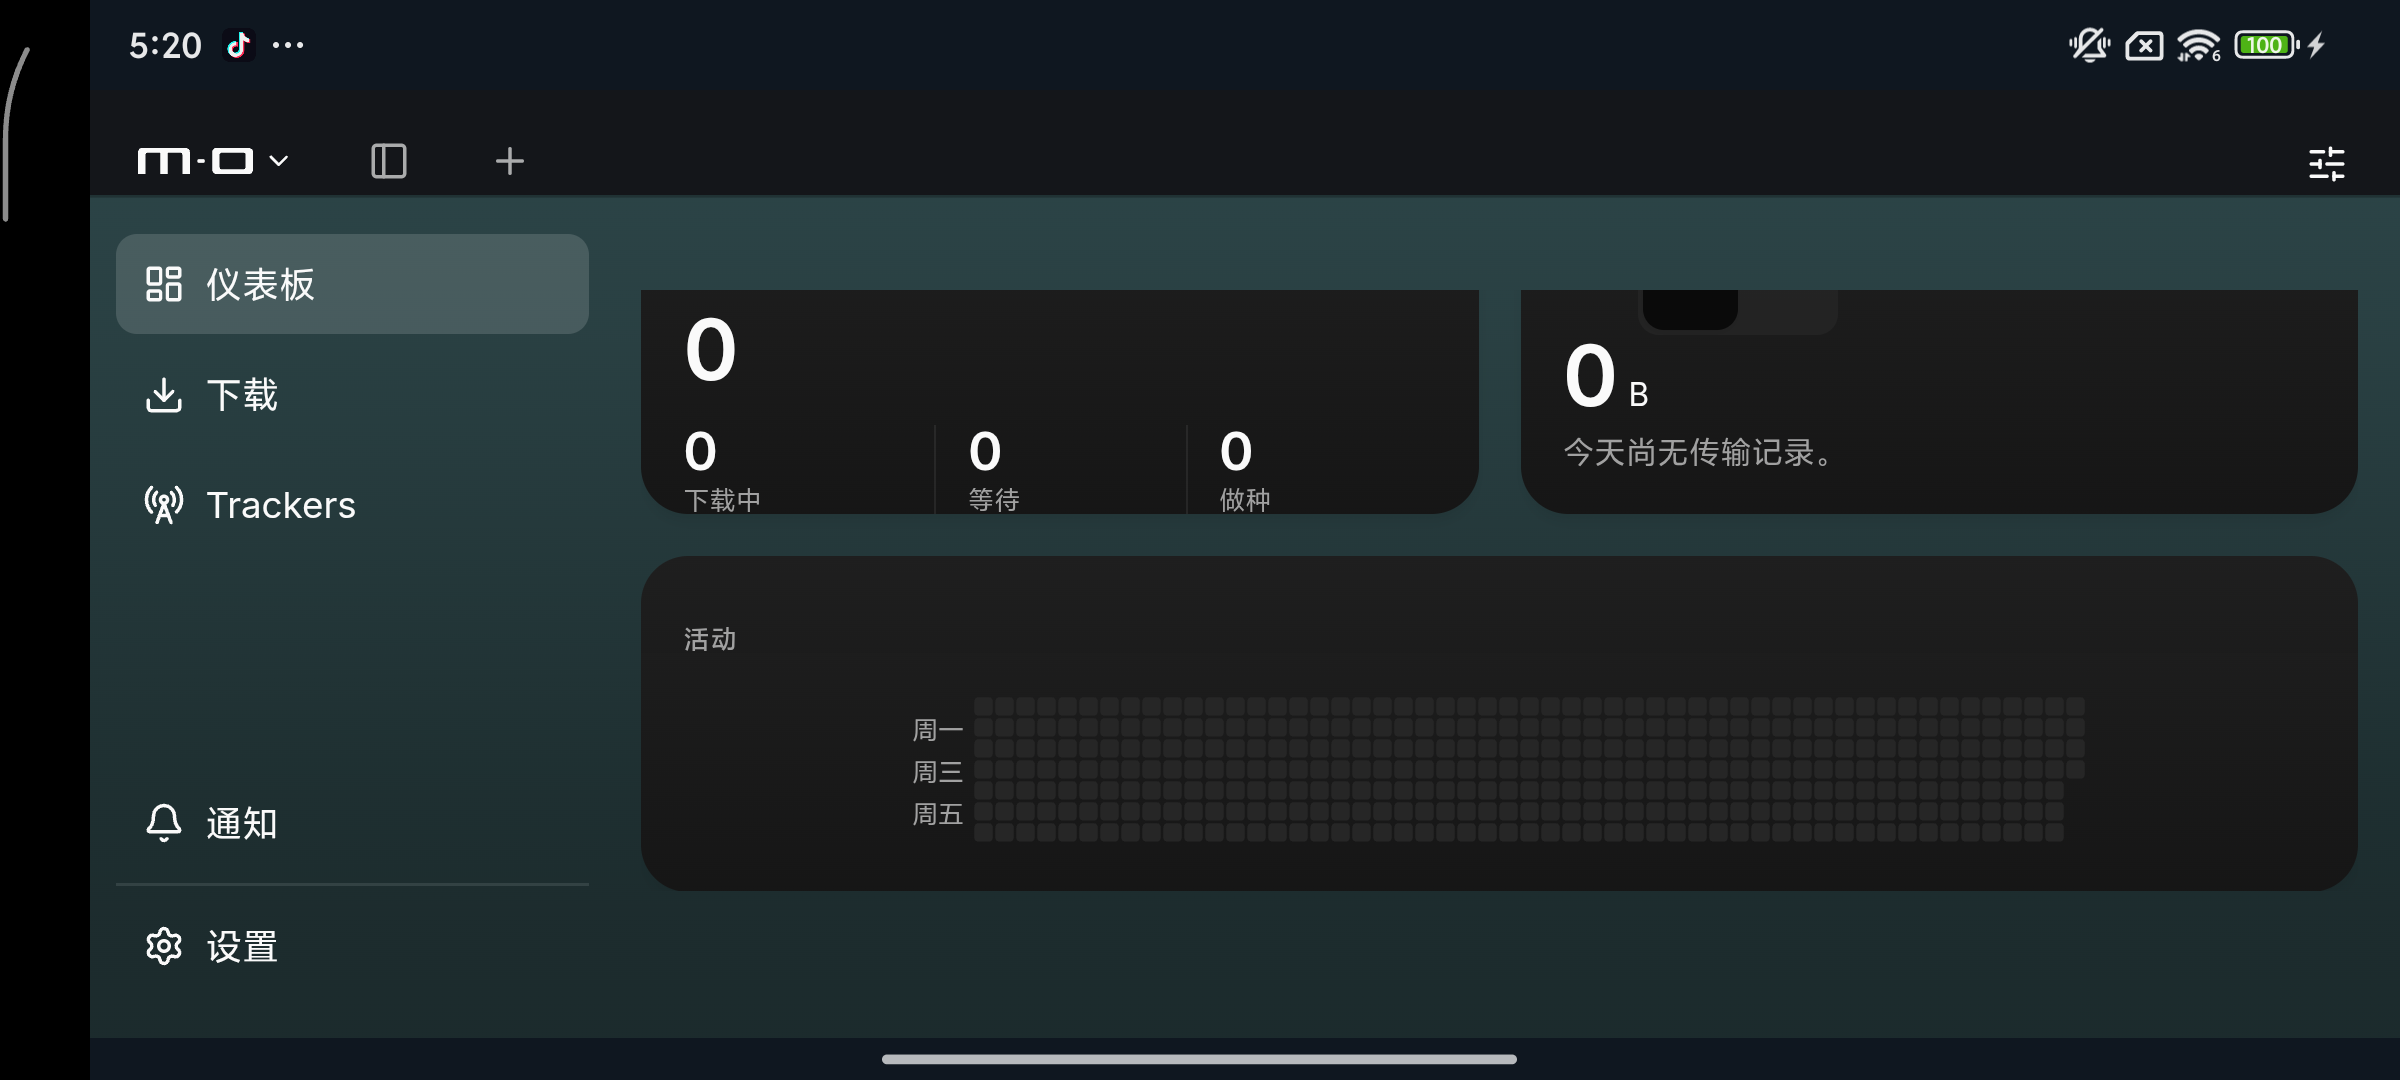 5:20
6
100
m-o
仪表板
下载
Trackers
通知
设置
0
0
0
0
下载中
等待
做种
0 B
今天尚无传输记录。
活动
周一
周三
周五